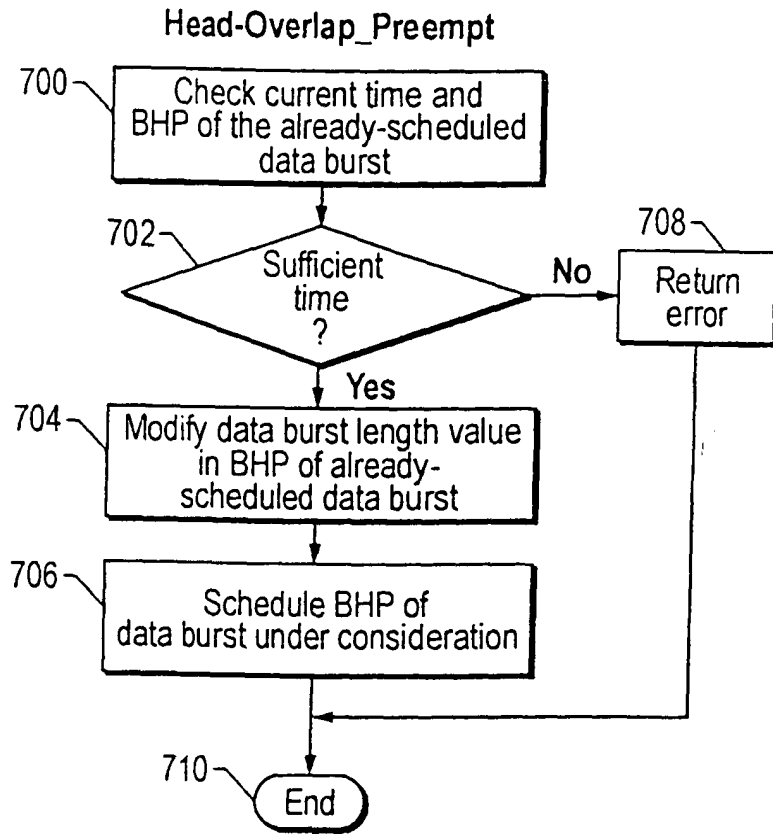 Head-Overlap_Preempt
700
Check current time and
BHP of the already-scheduled
data burst
702
Sufficient
time
?
No
708
Return
error
Yes
704
Modify data burst length value
in BHP of already-
scheduled data burst
706
Schedule BHP of
data burst under consideration
710
End